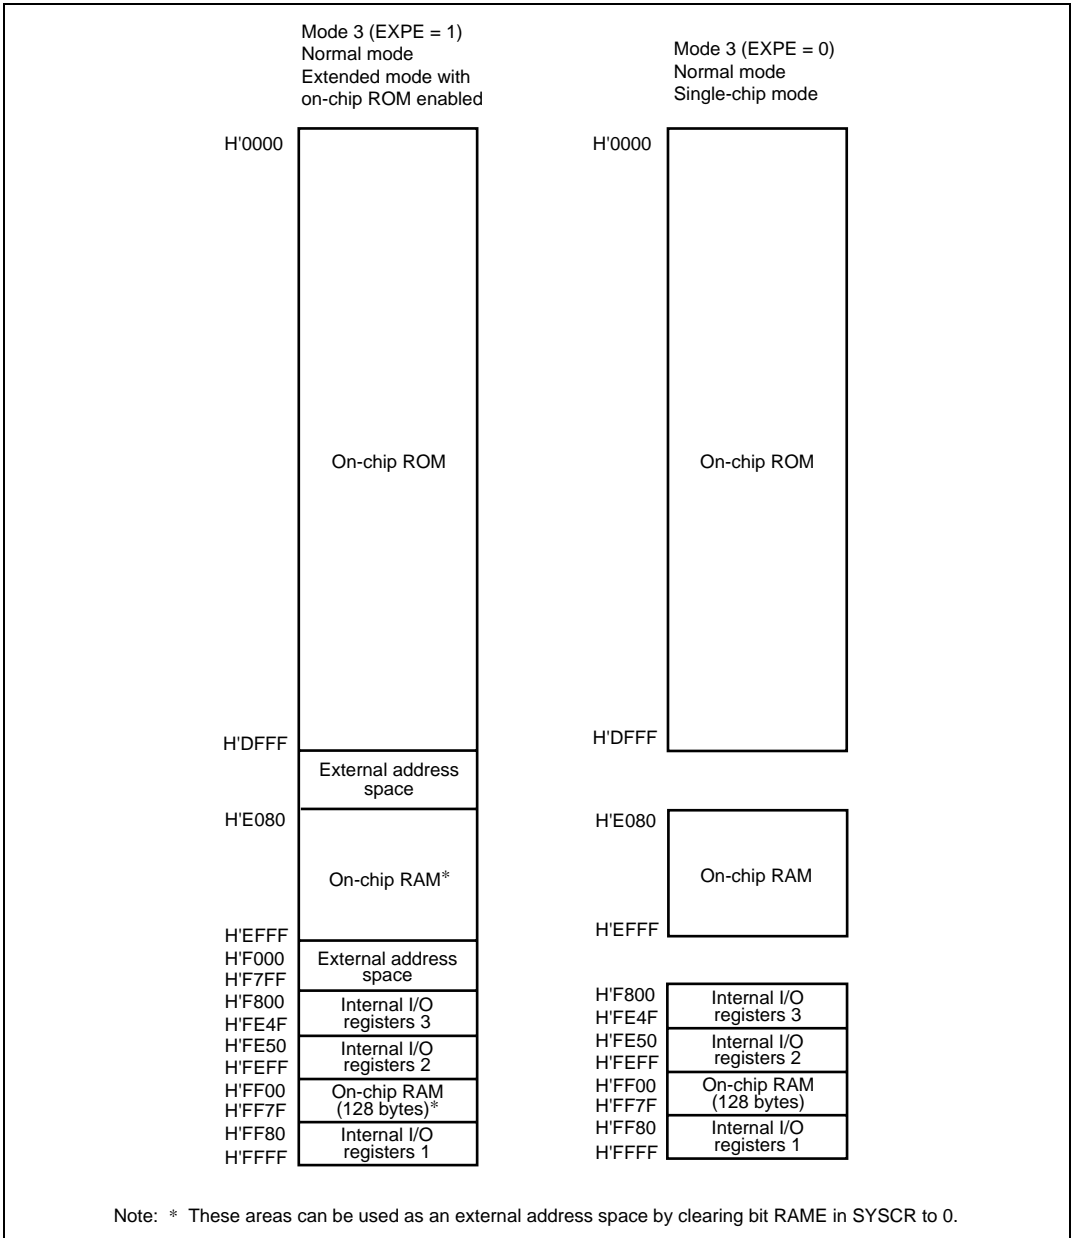 Mode 3 (EXPE = 1)
Normal mode
Extended mode with
on-chip ROM enabled
H'0000
On-chip ROM
H'DFFF
External address
space
H'E080
On-chip RAM*
H'EFFF
H'F000
External address
space
H'F7FF
H'F800
Internal I/O
registers 3
H'FE4F
H'FE50
Internal I/O
registers 2
H'FEFF
H'FF00
On-chip RAM
(128 bytes)*
H'FF7F
H'FF80
Internal I/O
registers 1
H'FFFF
Mode 3 (EXPE = 0)
Normal mode
Single-chip mode
H'0000
On-chip ROM
H'DFFF
H'E080
On-chip RAM
H'EFFF
H'F800
Internal I/O
registers 3
H'FE4F
H'FE50
Internal I/O
registers 2
H'FEFF
H'FF00
On-chip RAM
(128 bytes)
H'FF7F
H'FF80
Internal I/O
registers 1
H'FFFF
Note: * These areas can be used as an external address space by clearing bit RAME in SYSCR to 0.